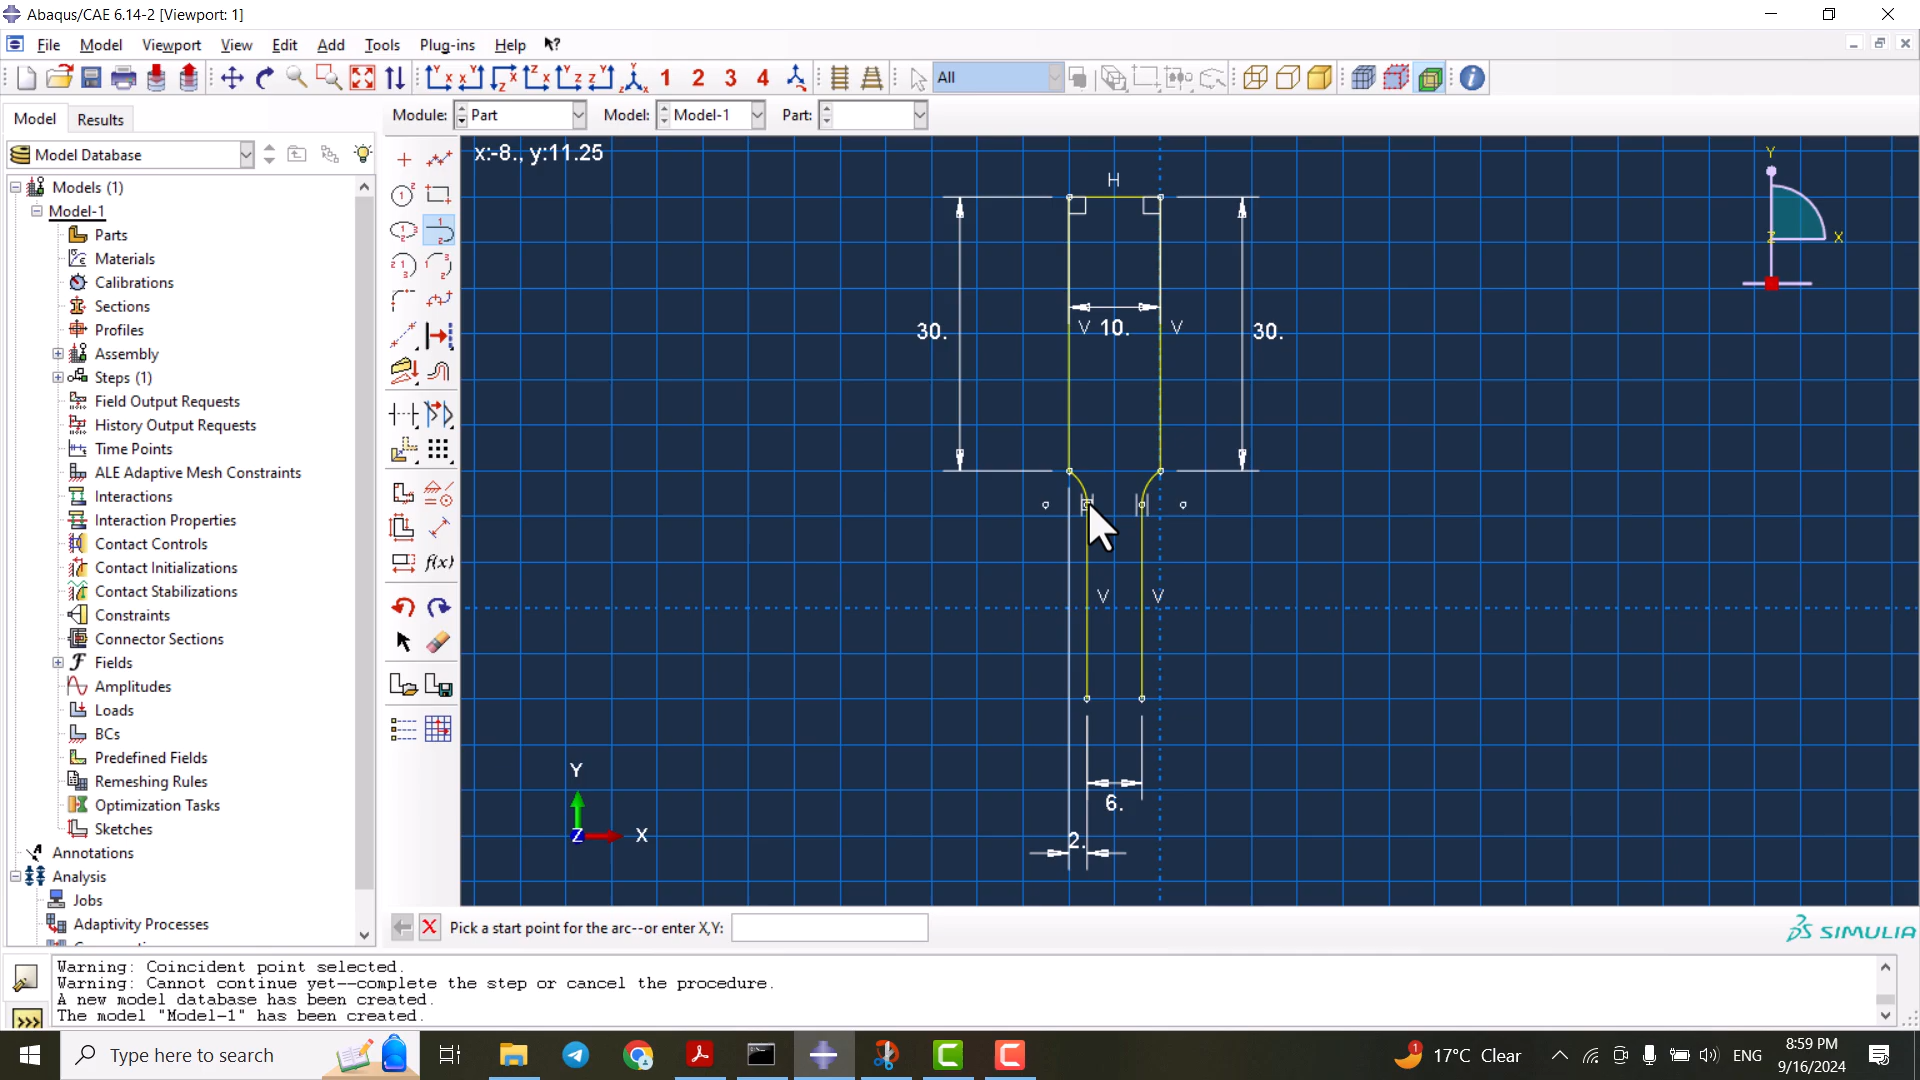 Abaqus/CAE 6.14-2 [Viewport: 1]
File Model Viewport View Edit Add Tools Plug-ins Help
1 2 3 4 All
Model Results
Module: Part Model: Model-1 Part:
Model Database
x:-8., y:11.25
Models (1)
Model-1
Parts
Materials
Calibrations
Sections
Profiles
Assembly
Steps (1)
Field Output Requests
History Output Requests
Time Points
ALE Adaptive Mesh Constraints
Interactions
Interaction Properties
Contact Controls
Contact Initializations
Contact Stabilizations
Constraints
Connector Sections
Fields
Amplitudes
Loads
BCs
Predefined Fields
Remeshing Rules
Optimization Tasks
Sketches
Annotations
Analysis
Jobs
Adaptivity Processes
f(x)
H
30. V 10. V 30.
V V
6.
2.
Y
Z X
Y
Z X
Pick a start point for the arc--or enter X,Y:
SIMULIA
Warning: Coincident point selected.
Warning: Cannot continue yet--complete the step or cancel the procedure.
A new model database has been created.
The model "Model-1" has been created.
Type here to search
1
17°C Clear
ENG
8:59 PM
9/16/2024